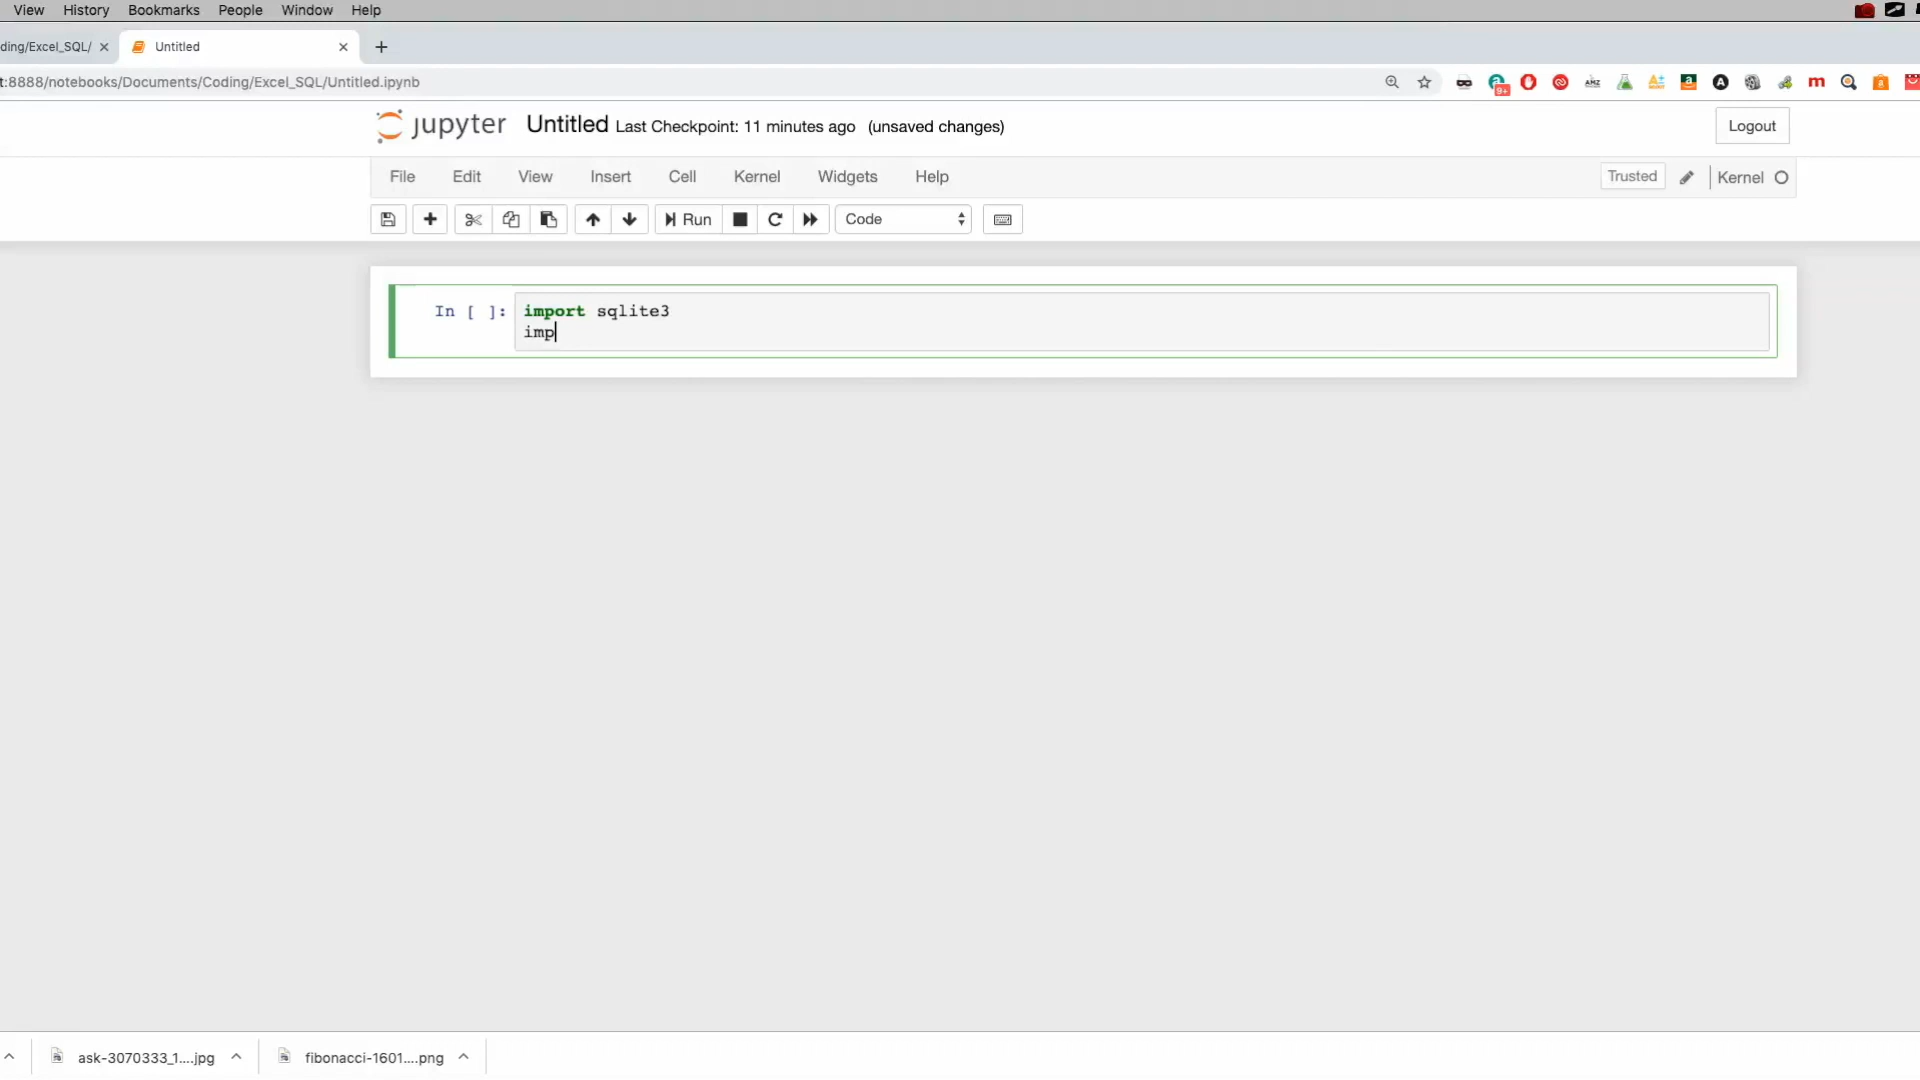 View History Bookmarks People Window Help
ding/Excel_SQL/ Untitled
t:8888/notebooks/Documents/Coding/Excel_SQL/Untitled.ipynb
9+ AMZ a A m a
jupyter Untitled Last Checkpoint: 11 minutes ago (unsaved changes) Logout
File Edit View Insert Cell Kernel Widgets Help Trusted Kernel
Run Code
In [ ]: import sqlite3
imp
ask-3070333_1....jpg fibonacci-1601....png